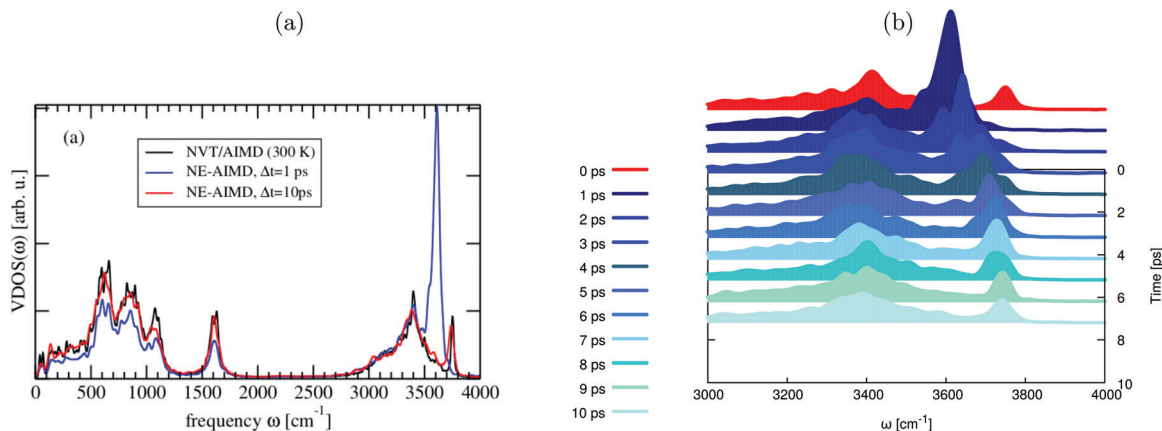 (a)
(b)
(a)
NVT/AIMD (300 K)
NE-AIMD, Δt=1 ps
NE-AIMD, Δt=10ps
VDOS(ω) [arb. u.]
0 500 1000 1500 2000 2500 3000 3500 4000
frequency ω [cm⁻¹]
0 ps
1 ps
2 ps
3 ps
4 ps
5 ps
6 ps
7 ps
8 ps
9 ps
10 ps
0
2
4
6
8
10
Time [ps]
3000 3200 3400 3600 3800 4000
ω [cm⁻¹]